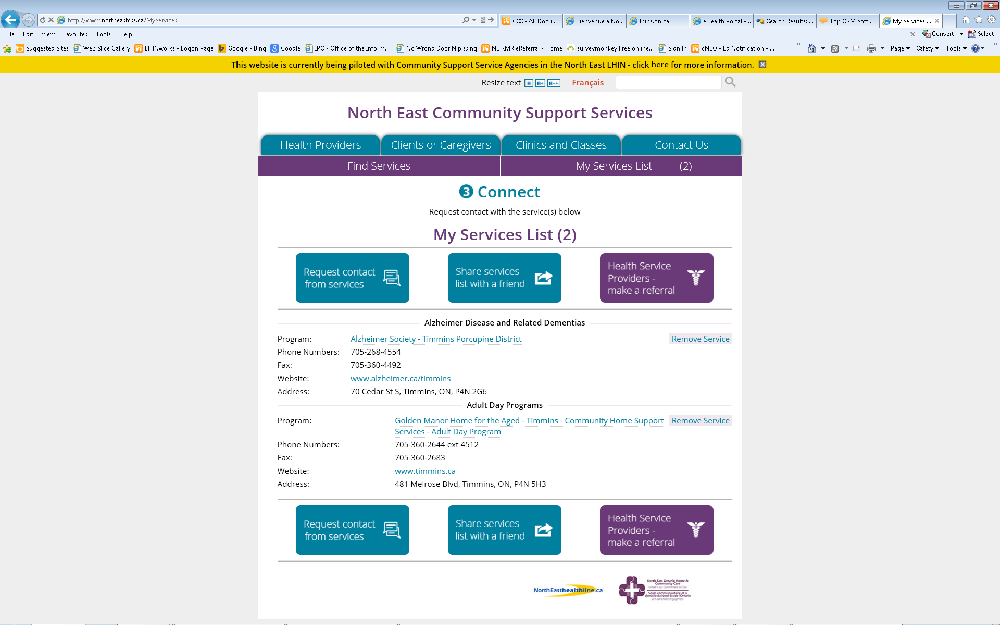 http://www.northeastcss.ca/MyServices
CSS - All Docu...
Bienvenue à No...
lhins.on.ca
eHealth Portal -...
Search Results: ...
Top CRM Soft...
My Services ...
File Edit View Favorites Tools Help
Convert Select
Suggested Sites Web Slice Gallery LHINworks - Logon Page Google - Bing Google IPC - Office of the Inform... No Wrong Door Nipissing NE RMR eReferral - Home surveymonkey Free online... Sign In cNEO - Ed Notification - ... Page Safety Tools
This website is currently being piloted with Community Support Service Agencies in the North East LHIN - click here for more information.
Resize text A A+ A++ Français
North East Community Support Services
Health Providers Clients or Caregivers Clinics and Classes Contact Us
Find Services My Services List (2)
3 Connect
Request contact with the service(s) below
My Services List (2)
Request contact
from services
Share services
list with a friend
Health Service
Providers -
make a referral
Alzheimer Disease and Related Dementias
Program: Alzheimer Society - Timmins Porcupine District Remove Service
Phone Numbers: 705-268-4554
Fax: 705-360-4492
Website: www.alzheimer.ca/timmins
Address: 70 Cedar St S, Timmins, ON, P4N 2G6
Adult Day Programs
Program: Golden Manor Home for the Aged - Timmins - Community Home Support Remove Service
Services - Adult Day Program
Phone Numbers: 705-360-2644 ext 4512
Fax: 705-360-2683
Website: www.timmins.ca
Address: 481 Melrose Blvd, Timmins, ON, P4N 5H3
Request contact
from services
Share services
list with a friend
Health Service
Providers -
make a referral
NorthEasthealthline.ca
North East Ontario Home &
Community Care
United in our Commitment to Care
Soins communautaire et à
domicile du Nord-Est de l'Ontario
Unis dans notre engagement